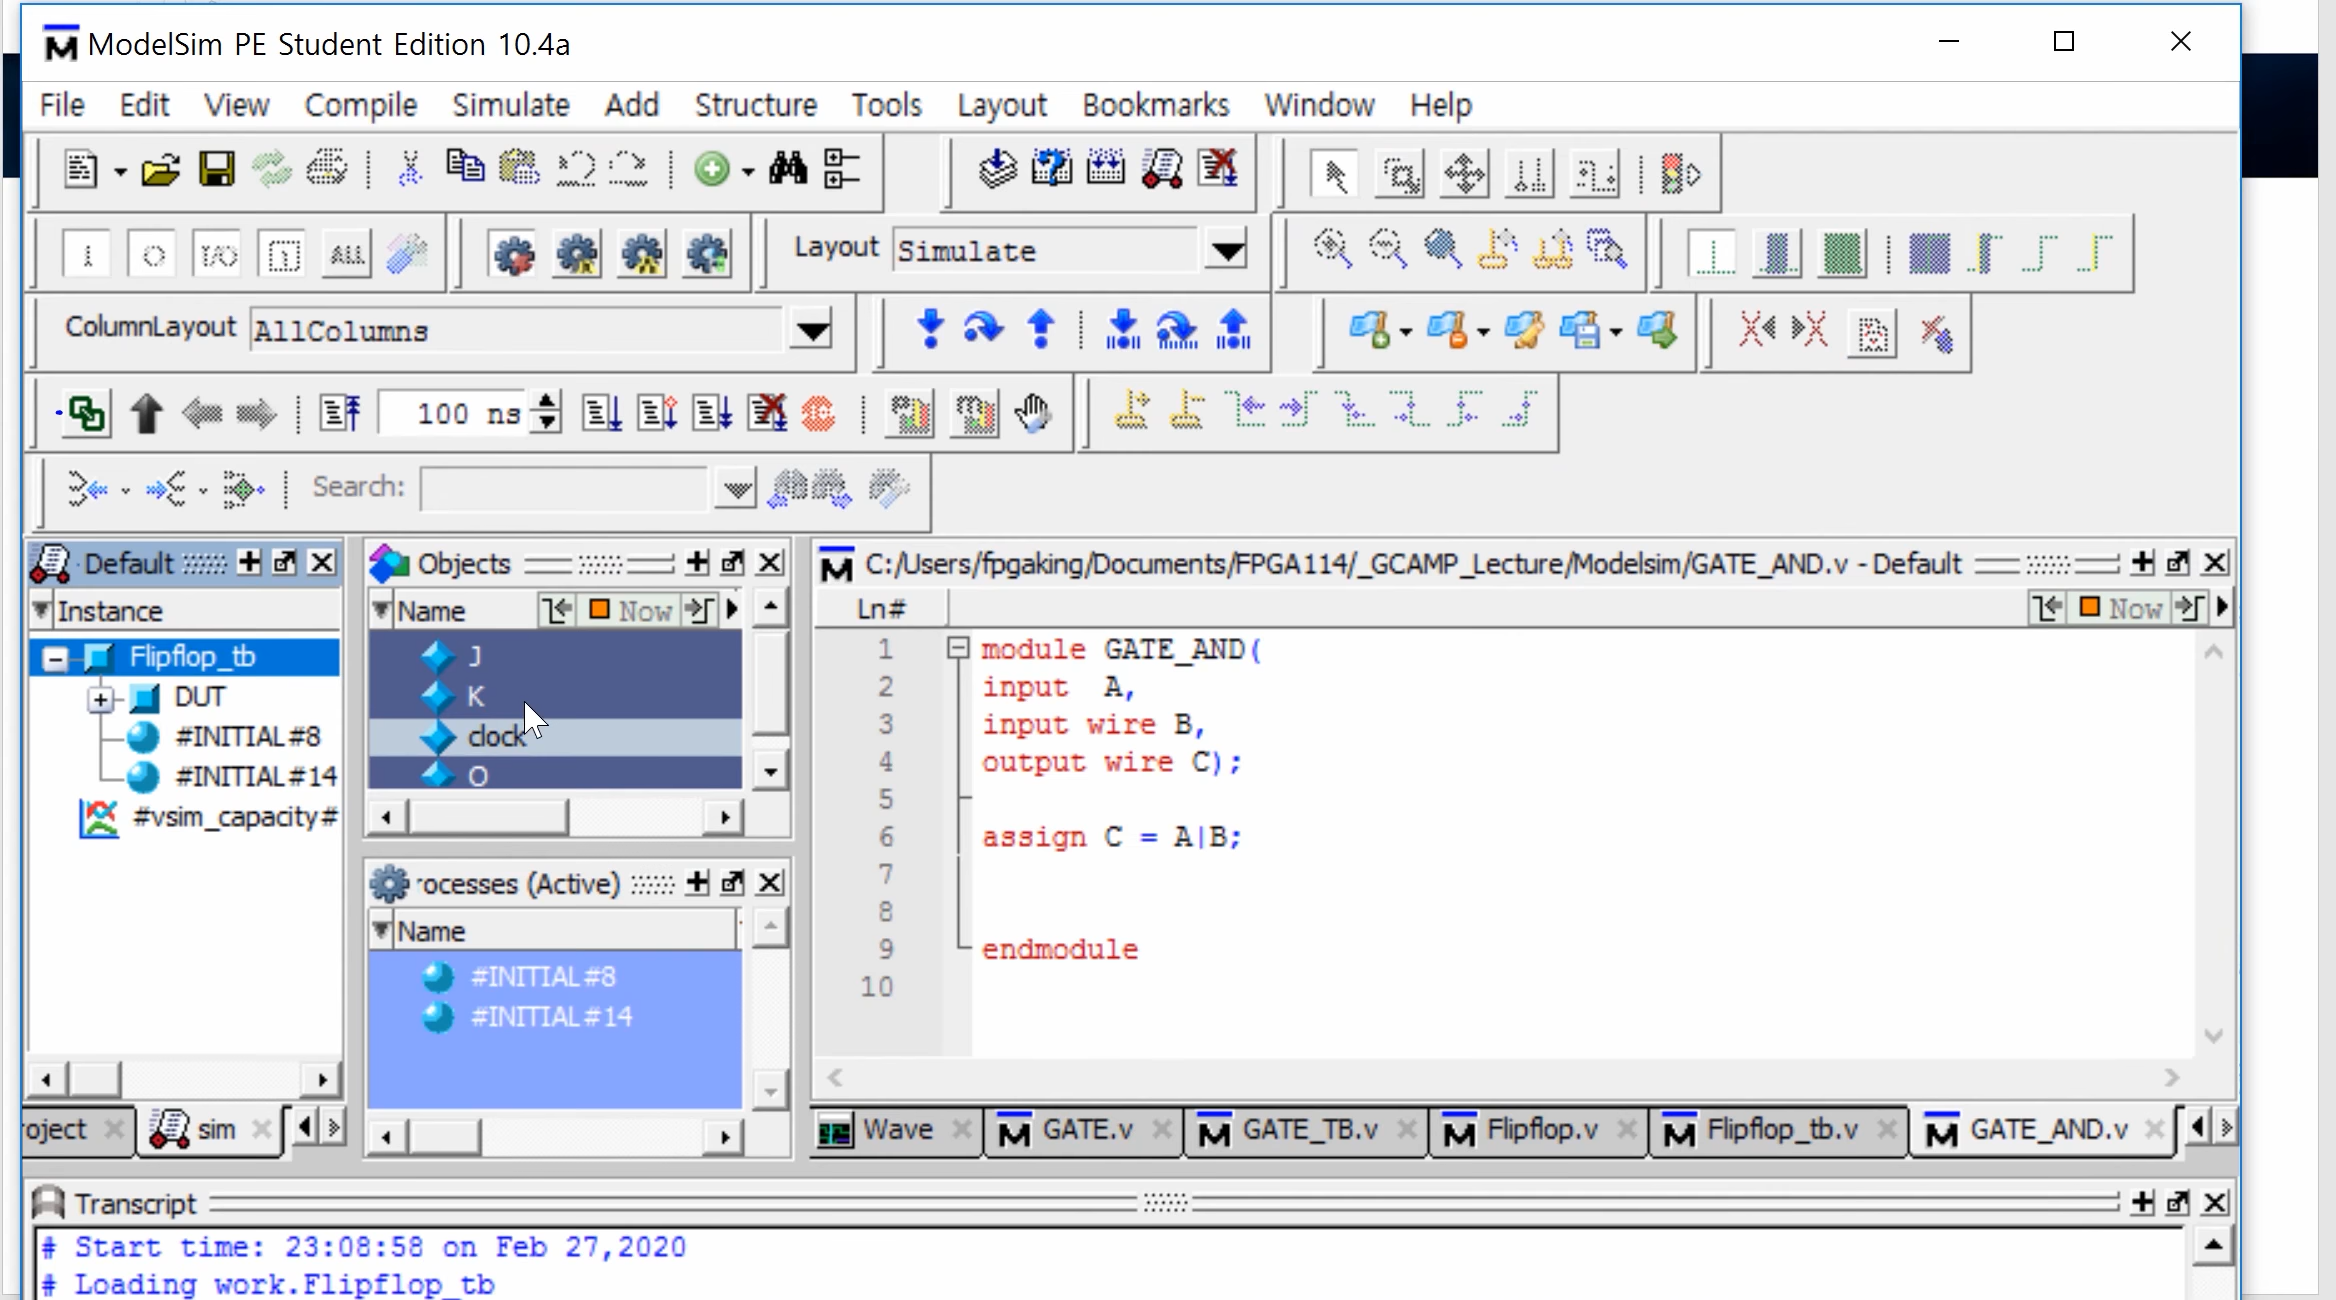 ModelSim PE Student Edition 10.4a
File Edit View Compile Simulate Add Structure Tools Layout Bookmarks Window Help
I/O ALL
Layout Simulate
ColumnLayout AllColumns
100 ns
Search:
Default
Instance
Flipflop_tb
DUT
#INITIAL#8
#INITIAL#14
#vsim_capacity#
oject sim
Objects
Name Now
J
K
clock
rocesses (Active)
Name
#INITIAL#8
#INITIAL#14
C:/Users/fpgaking/Documents/FPGA114/_GCAMP_Lecture/Modelsim/GATE_AND.v - Default
Ln# Now
1 module GATE_AND(
2 input  A,
3 input wire B,
4 output wire C);
5
6 assign C = A|B;
7
8
9 endmodule
10
Wave GATE.v GATE_TB.v Flipflop.v Flipflop_tb.v GATE_AND.v
Transcript
# Start time: 23:08:58 on Feb 27,2020
# Loading work.Flipflop_tb